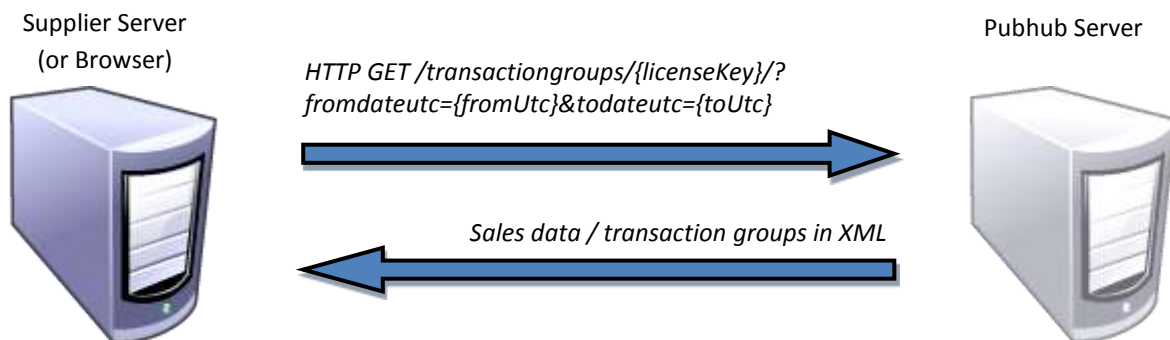 Supplier Server
(or Browser)
Pubhub Server
HTTP GET /transactiongroups/{licenseKey}/?
fromdateutc={fromUtc}&todateutc={toUtc}
Sales data / transaction groups in XML